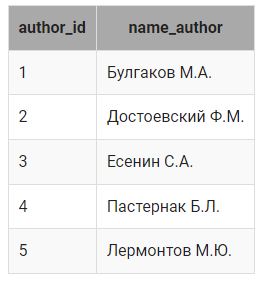 author_id name_author
1 Булгаков М.А.
2 Достоевский Ф.М.
3 Есенин С.А.
4 Пастернак Б.Л.
5 Лермонтов М.Ю.